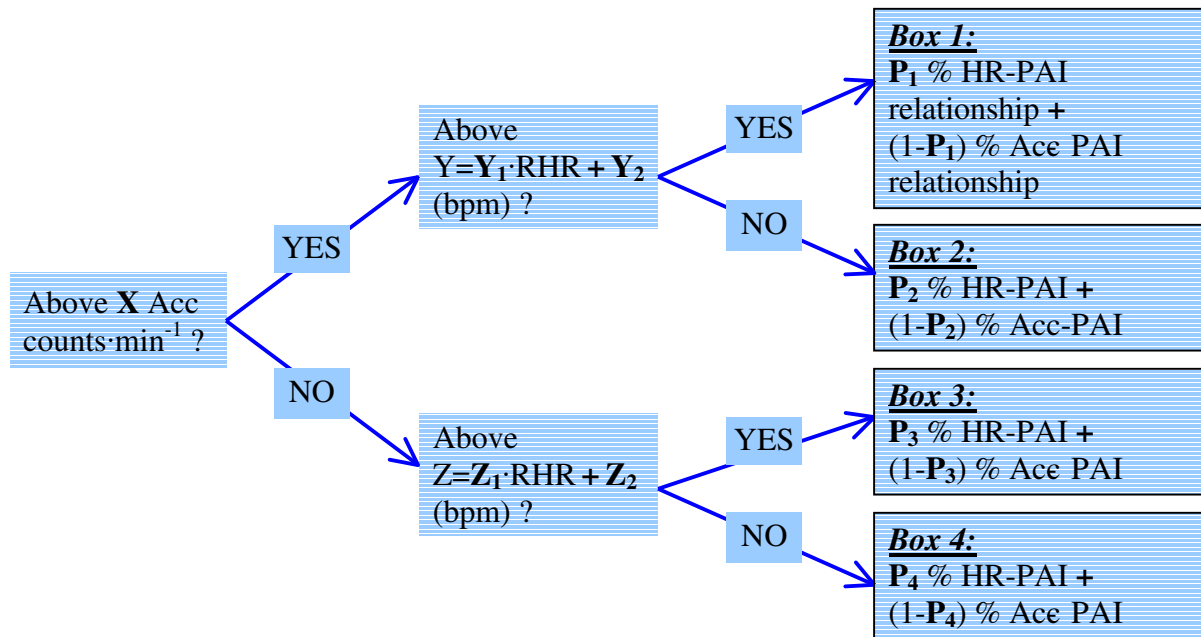 Above X Acc
counts·min⁻¹ ?
YES
NO
Above
Y=Y₁·RHR + Y₂
(bpm) ?
YES
NO
Above
Z=Z₁·RHR + Z₂
(bpm) ?
YES
NO
Box 1:
P₁ % HR-PAI
relationship +
(1-P₁) % Acc PAI
relationship
Box 2:
P₂ % HR-PAI +
(1-P₂) % Acc-PAI
Box 3:
P₃ % HR-PAI +
(1-P₃) % Acc PAI
Box 4:
P₄ % HR-PAI +
(1-P₄) % Acc PAI